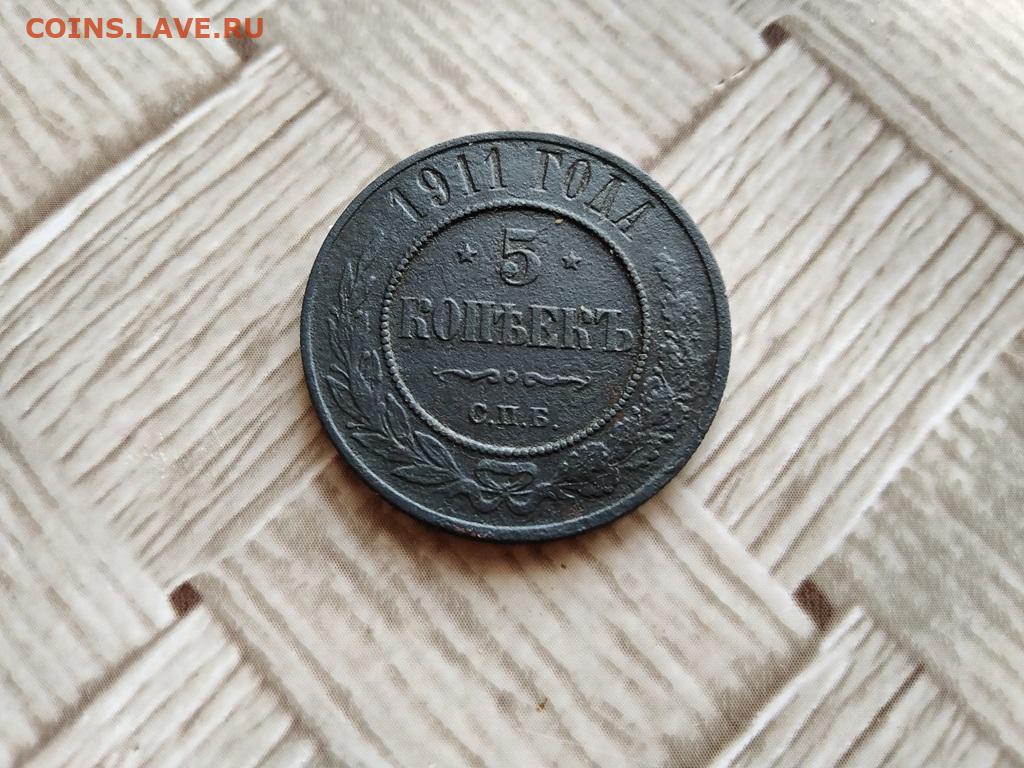 COINS.LAVE.RU
1911 ГОДА
5
КОПѢЕКЪ
С.П.Б.